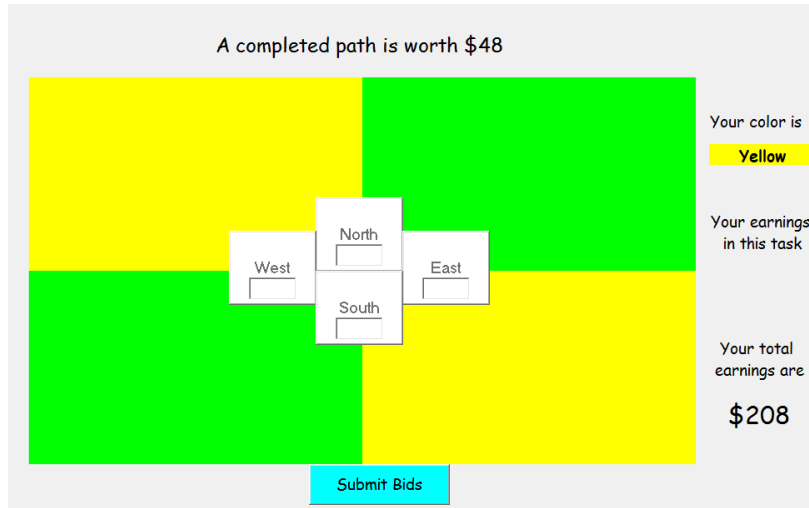 A completed path is worth $48
Your color is
Yellow
Your earnings
in this task
North
West
East
South
Your total
earnings are
$208
Submit Bids